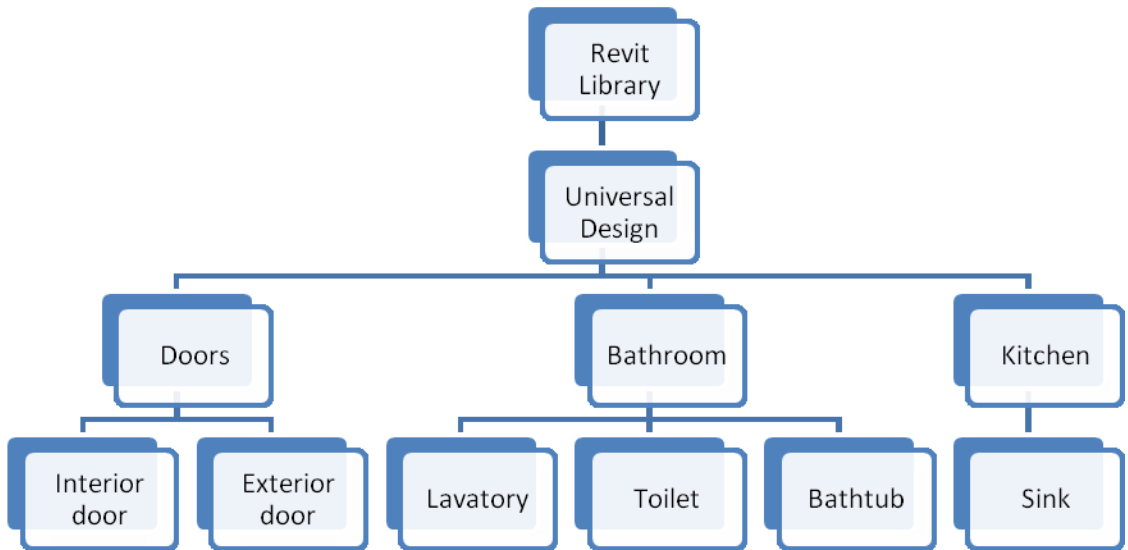 Revit
Library
Universal
Design
Doors
Bathroom
Kitchen
Interior
door
Exterior
door
Lavatory
Toilet
Bathtub
Sink